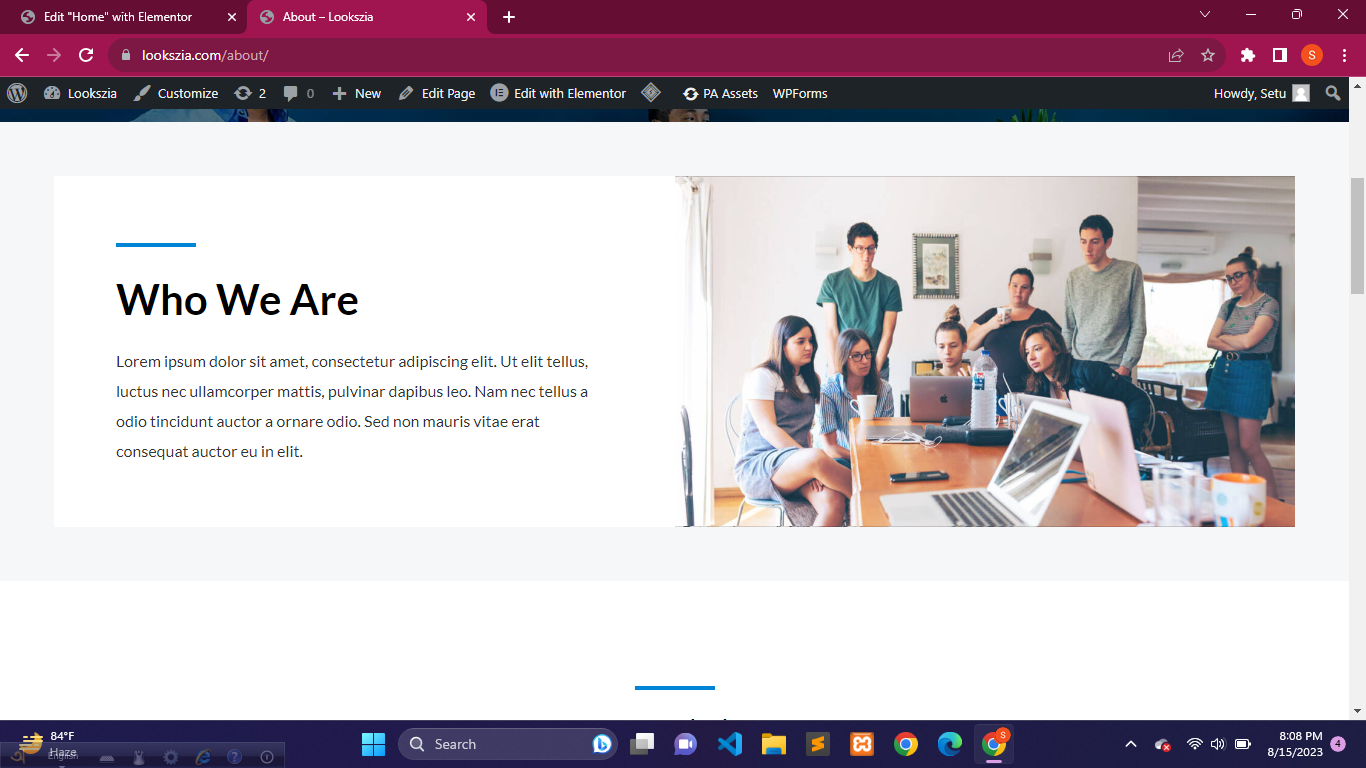 Edit "Home" with Elementor
About – Lookszia
lookszia.com/about/
S
Lookszia
Customize
2
0
New
Edit Page
Edit with Elementor
PA Assets
WPForms
Howdy, Setu
Who We Are
Lorem ipsum dolor sit amet, consectetur adipiscing elit. Ut elit tellus,
luctus nec ullamcorper mattis, pulvinar dapibus leo. Nam nec tellus a
odio tincidunt auctor a ornare odio. Sed non mauris vitae erat
consequat auctor eu in elit.
84°F
Haze
English
Search
S
8:08 PM
8/15/2023
4